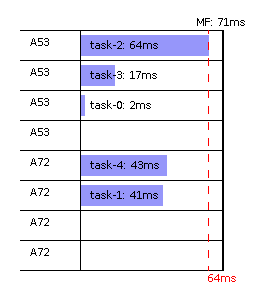 MF: 71ms
A53 task-2: 64ms
A53 task-3: 17ms
A53 task-0: 2ms
A53
A72 task-4: 43ms
A72 task-1: 41ms
A72
A72
64ms